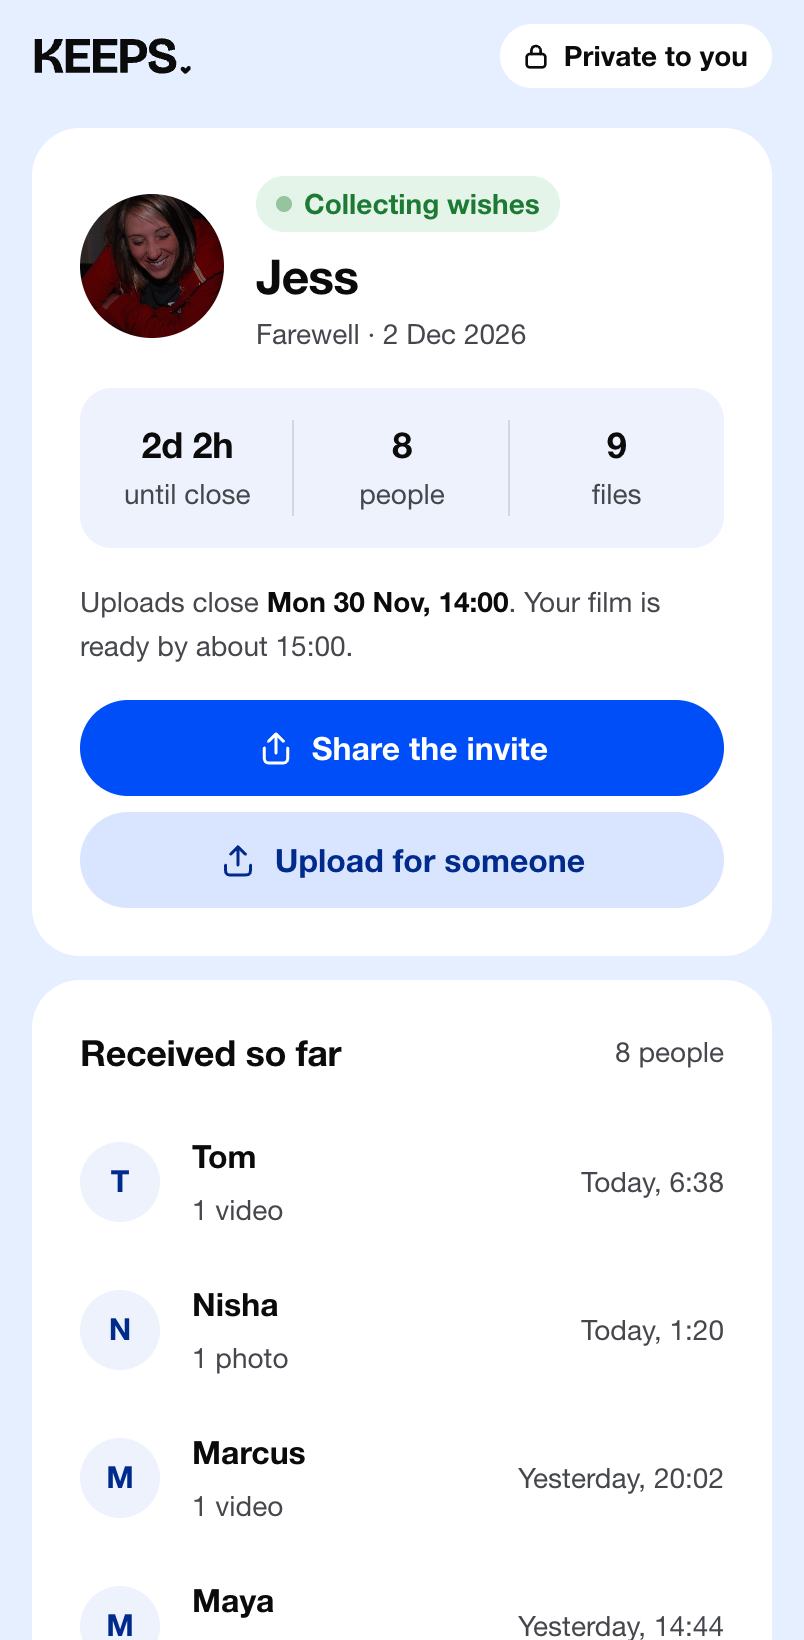 KEEPS.
Private to you
Collecting wishes
Jess
Farewell · 2 Dec 2026
2d 2h
until close
8
people
9
files
Uploads close Mon 30 Nov, 14:00. Your film is
ready by about 15:00.
Share the invite
Upload for someone
Received so far
8 people
T
Tom
1 video
Today, 6:38
N
Nisha
1 photo
Today, 1:20
M
Marcus
1 video
Yesterday, 20:02
M
Maya
Yesterday, 14:44